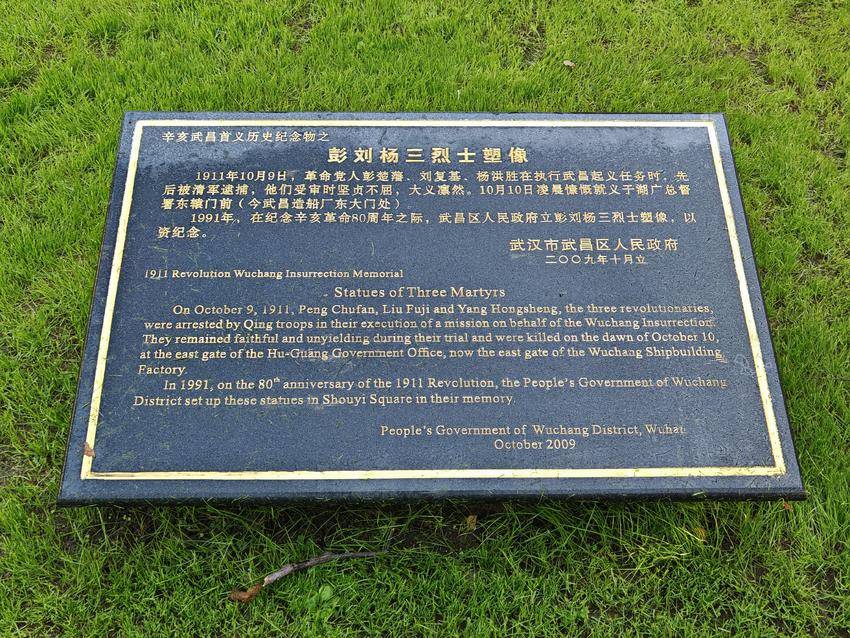 辛亥武昌首义历史纪念物之
彭刘杨三烈士塑像
1911年10月9日，革命党人彭楚藩、刘复基、杨洪胜在执行武昌起义任务时，先
后被清军逮捕，他们受审时坚贞不屈，大义凛然。10月10日凌晨慷慨就义于湖广总督
署东辕门前（今武昌造船厂东大门处）。
1991年，在纪念辛亥革命80周年之际，武昌区人民政府立彭刘杨三烈士塑像，以
资纪念。
武汉市武昌区人民政府
二〇〇九年十月立
1911 Revolution Wuchang Insurrection Memorial
Statues of Three Martyrs
On October 9, 1911, Peng Chufan, Liu Fuji and Yang Hongsheng, the three revolutionaries,
were arrested by Qing troops in their execution of a mission on behalf of the Wuchang Insurrection.
They remained faithful and unyielding during their trial and were killed on the dawn of October 10,
at the east gate of the Hu-Guang Government Office, now the east gate of the Wuchang Shipbuilding
Factory.
In 1991, on the 80th anniversary of the 1911 Revolution, the People's Government of Wuchang
District set up these statues in Shouyi Square in their memory.
People's Government of Wuchang District, Wuhan
October 2009